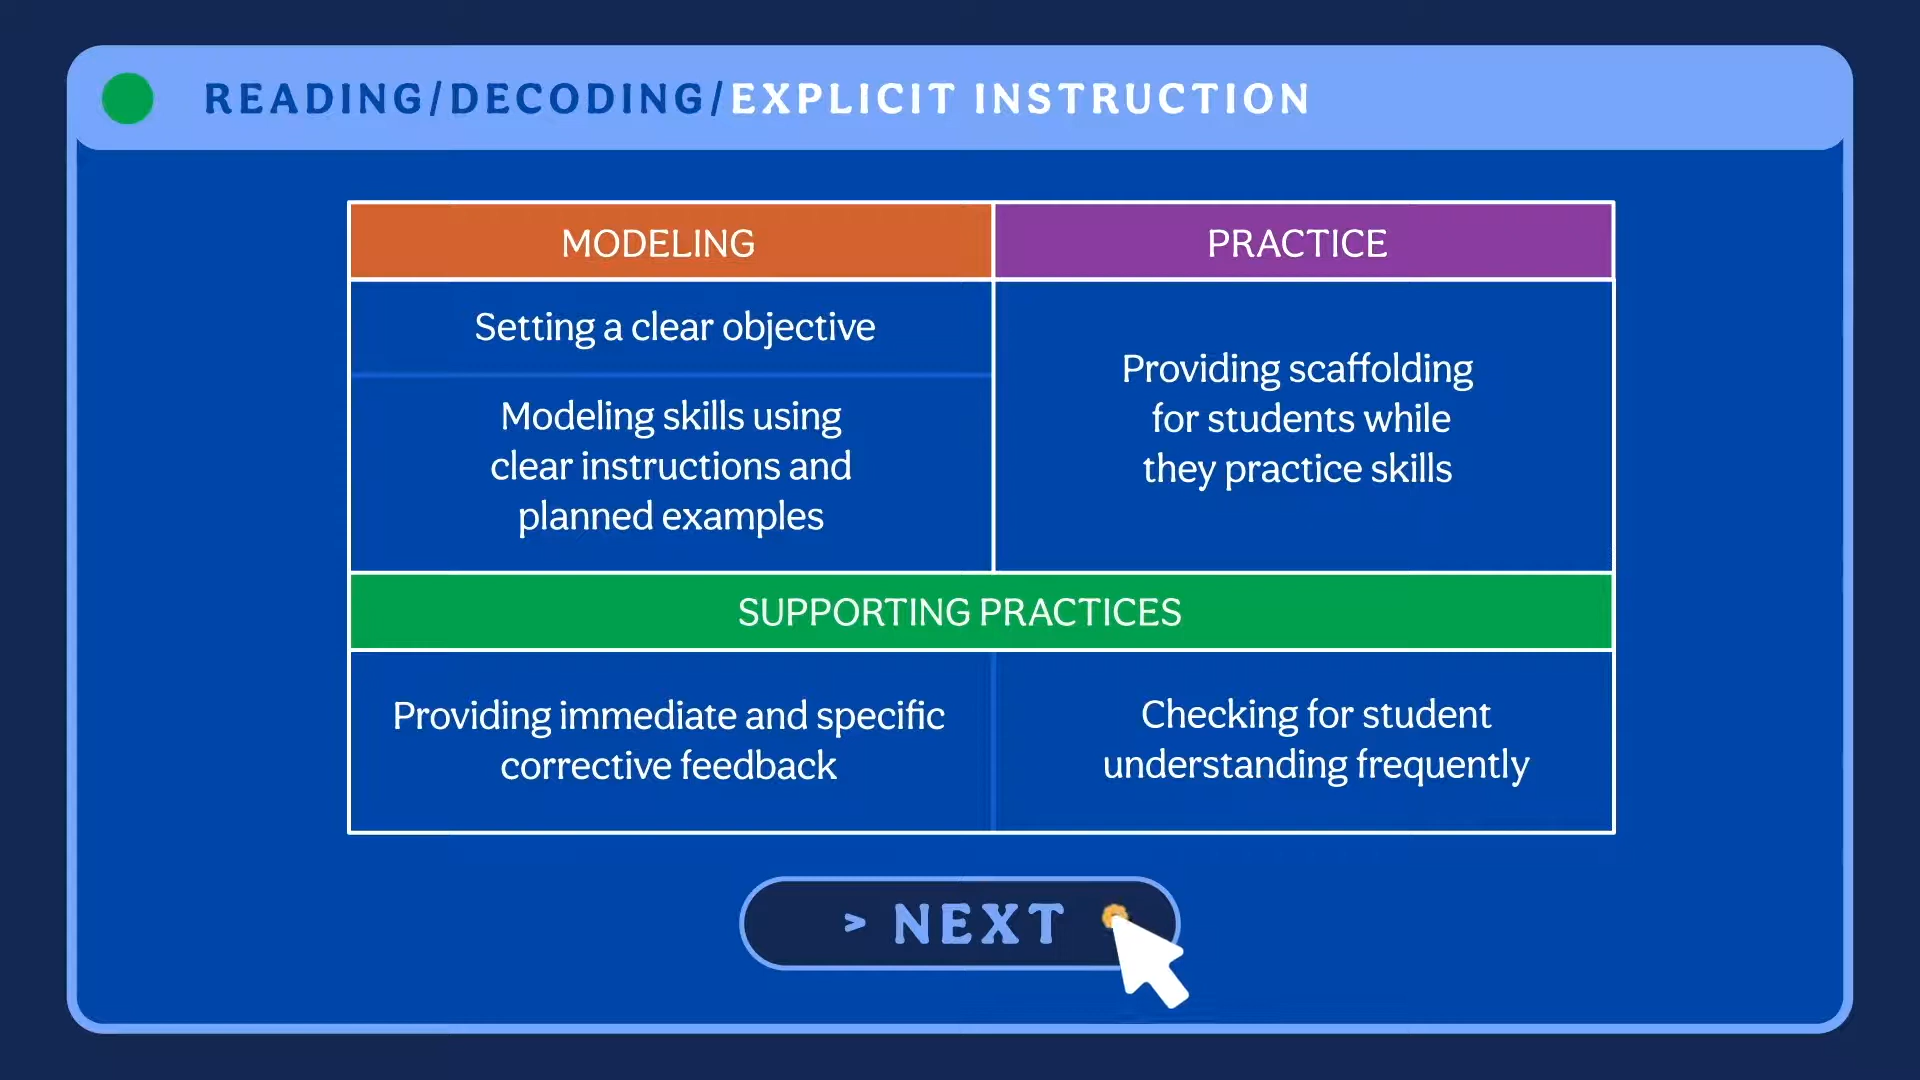 READING/DECODING/EXPLICIT INSTRUCTION
MODELING
PRACTICE
Setting a clear objective
Modeling skills using
clear instructions and
planned examples
Providing scaffolding
for students while
they practice skills
SUPPORTING PRACTICES
Providing immediate and specific
corrective feedback
Checking for student
understanding frequently
> NEXT